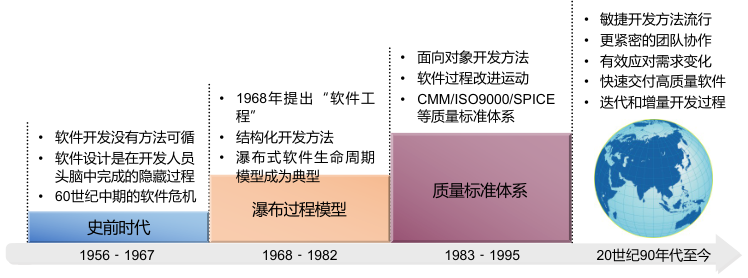 • 软件开发没有方法可循
• 软件设计是在开发人员
头脑中完成的隐藏过程
• 60世纪中期的软件危机
史前时代
1956 - 1967
• 1968年提出“软件工
程”
• 结构化开发方法
• 瀑布式软件生命周期
模型成为典型
瀑布过程模型
1968 - 1982
• 面向对象开发方法
• 软件过程改进运动
• CMM/ISO9000/SPICE
等质量标准体系
质量标准体系
1983 - 1995
• 敏捷开发方法流行
• 更紧密的团队协作
• 有效应对需求变化
• 快速交付高质量软件
• 迭代和增量开发过程
20世纪90年代至今